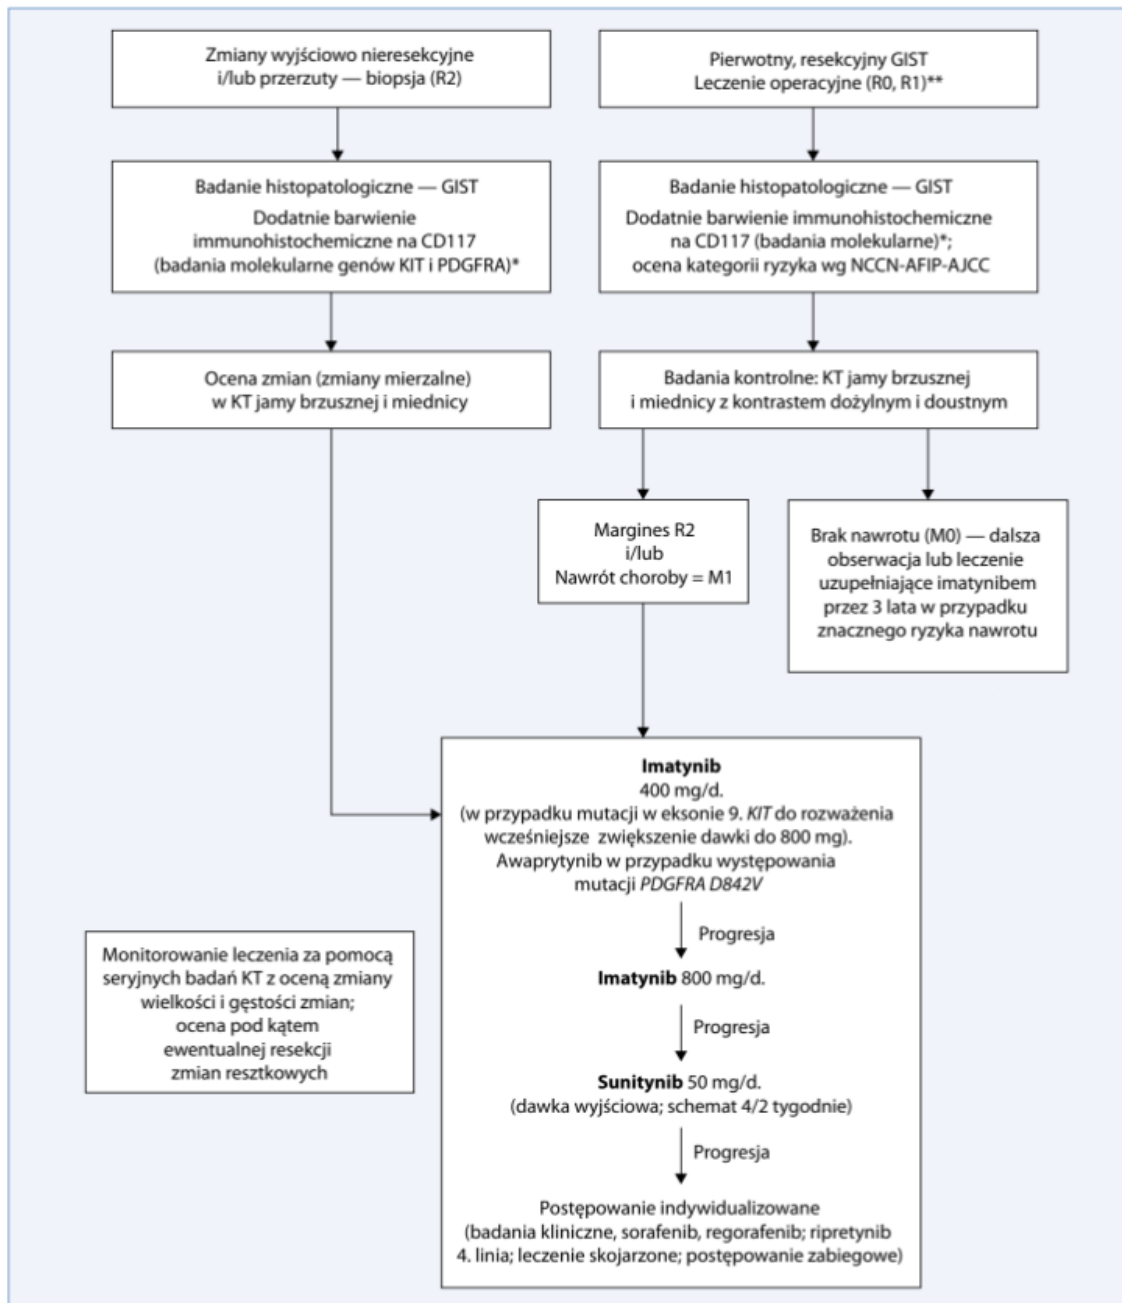 Zmiany wyjściowo nieresekcyjne
i/lub przerzuty — biopsja (R2)
Pierwotny, resekcyjny GIST
Leczenie operacyjne (R0, R1)**
Badanie histopatologiczne — GIST
Dodatnie barwienie
immunohistochemiczne na CD117
(badania molekularne genów KIT i PDGFRA)*
Badanie histopatologiczne — GIST
Dodatnie barwienie immunohistochemiczne
na CD117 (badania molekularne)*;
ocena kategorii ryzyka wg NCCN-AFIP-AJCC
Ocena zmian (zmiany mierzalne)
w KT jamy brzusznej i miednicy
Badania kontrolne: KT jamy brzusznej
i miednicy z kontrastem dożylnym i doustnym
Margines R2
i/lub
Nawrót choroby = M1
Brak nawrotu (M0) — dalsza
obserwacja lub leczenie
uzupełniające imatynibem
przez 3 lata w przypadku
znacznego ryzyka nawrotu
Imatynib
400 mg/d.
(w przypadku mutacji w eksonie 9. KIT do rozważenia
wcześniejsze zwiększenie dawki do 800 mg).
Awaprytynib w przypadku występowania
mutacji PDGFRA D842V
Progresja
Imatynib 800 mg/d.
Progresja
Sunitynib 50 mg/d.
(dawka wyjściowa; schemat 4/2 tygodnie)
Progresja
Postępowanie indywidualizowane
(badania kliniczne, sorafenib, regorafenib; ripretynib
4. linia; leczenie skojarzone; postępowanie zabiegowe)
Monitorowanie leczenia za pomocą
seryjnych badań KT z oceną zmiany
wielkości i gęstości zmian;
ocena pod kątem
ewentualnej resekcji
zmian resztkowych